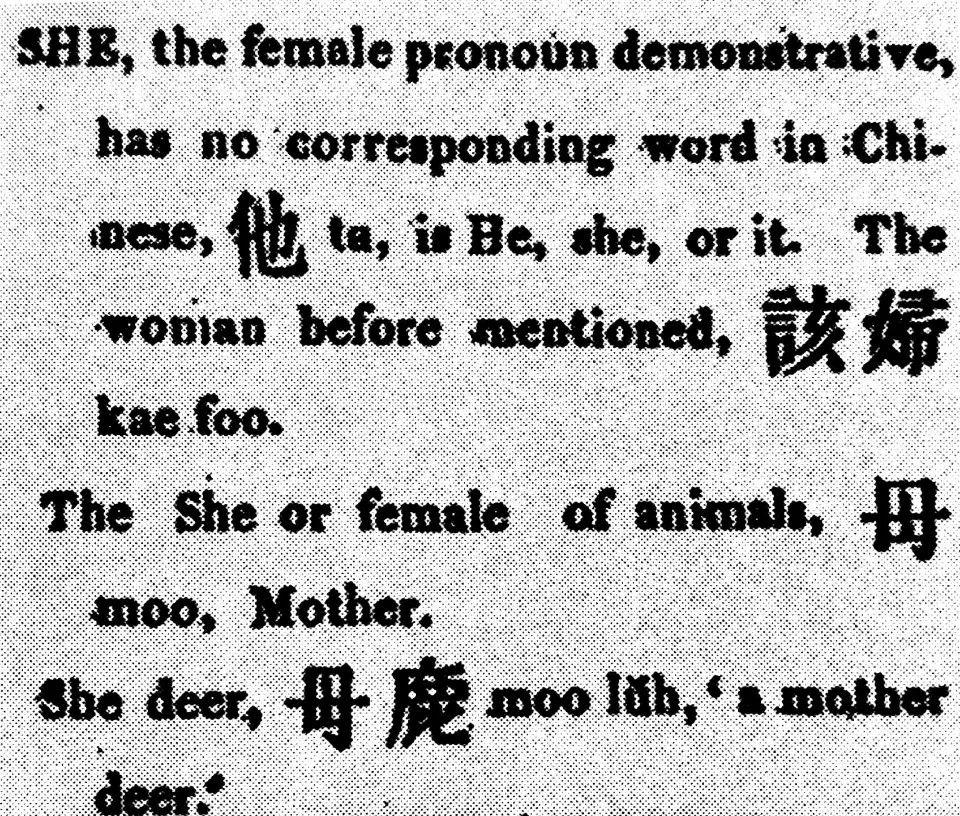 SHE, the female pronoun demonstrative,
has no corresponding word in Chi-
nese, 他 ta, is He, she, or it. The
woman before mentioned, 該婦
kae foo.
The She or female of animals, 毋
moo, Mother.
She deer, 毋鹿 moo lŭh, ‘a mother
deer.’